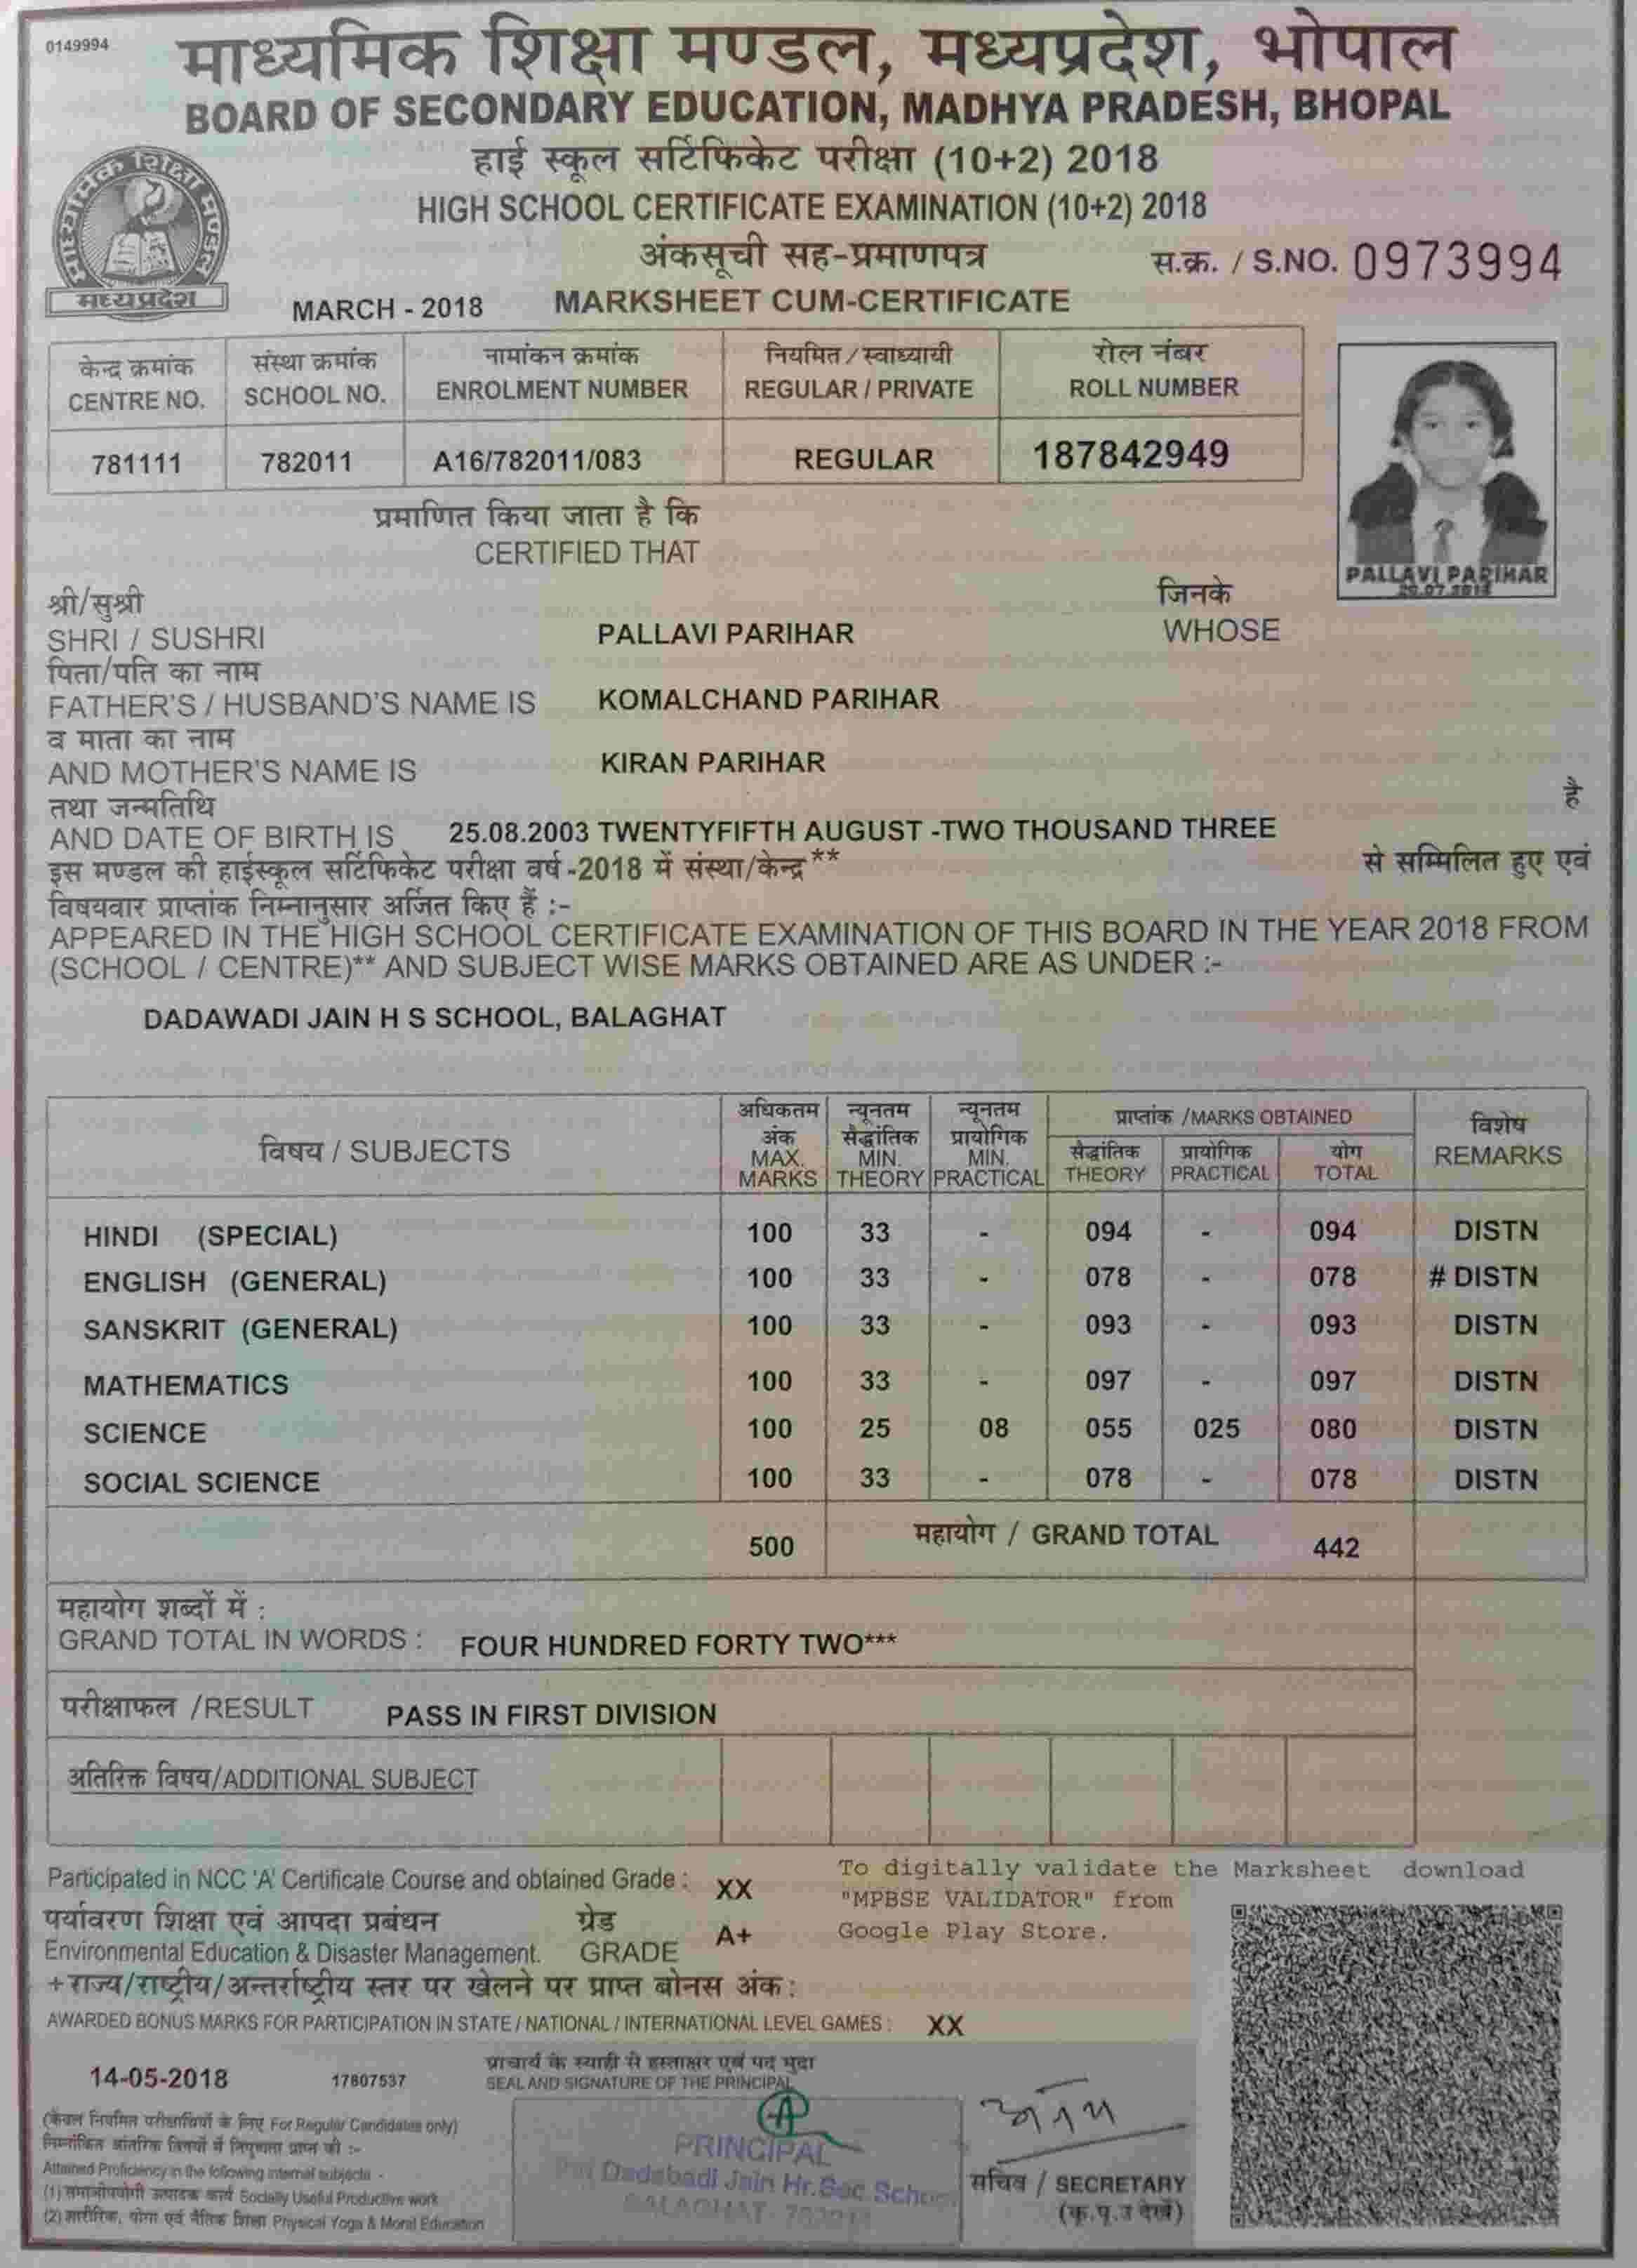 0149994
माध्यमिक शिक्षा मण्डल, मध्यप्रदेश, भोपाल
BOARD OF SECONDARY EDUCATION, MADHYA PRADESH, BHOPAL
हाई स्कूल सर्टिफिकेट परीक्षा (10+2) 2018
HIGH SCHOOL CERTIFICATE EXAMINATION (10+2) 2018
माध्यमिक शिक्षा मण्डल
मध्यप्रदेश
अंकसूची सह-प्रमाणपत्र
स.क्र. / S.NO. 0973994
MARCH - 2018 MARKSHEET CUM-CERTIFICATE
केन्द्र क्रमांक संस्था क्रमांक नामांकन क्रमांक नियमित / स्वाध्यायी रोल नंबर
CENTRE NO. SCHOOL NO. ENROLMENT NUMBER REGULAR / PRIVATE ROLL NUMBER
781111 782011 A16/782011/083 REGULAR 187842949
PALLAVI PARIHAR
प्रमाणित किया जाता है कि
CERTIFIED THAT
श्री/सुश्री जिनके
SHRI / SUSHRI PALLAVI PARIHAR WHOSE
पिता/पति का नाम
FATHER'S / HUSBAND'S NAME IS KOMALCHAND PARIHAR
व माता का नाम
AND MOTHER'S NAME IS KIRAN PARIHAR
तथा जन्मतिथि है
AND DATE OF BIRTH IS 25.08.2003 TWENTYFIFTH AUGUST -TWO THOUSAND THREE
इस मण्डल की हाईस्कूल सर्टिफिकेट परीक्षा वर्ष -2018 में संस्था/केन्द्र** से सम्मिलित हुए एवं
विषयवार प्राप्तांक निम्नानुसार अर्जित किए हैं :-
APPEARED IN THE HIGH SCHOOL CERTIFICATE EXAMINATION OF THIS BOARD IN THE YEAR 2018 FROM
(SCHOOL / CENTRE)** AND SUBJECT WISE MARKS OBTAINED ARE AS UNDER :-
DADAWADI JAIN H S SCHOOL, BALAGHAT
विषय / SUBJECTS
अधिकतम अंक MAX. MARKS
न्यूनतम सैद्धांतिक MIN. THEORY
न्यूनतम प्रायोगिक MIN. PRACTICAL
प्राप्तांक /MARKS OBTAINED
सैद्धांतिक THEORY
प्रायोगिक PRACTICAL
योग TOTAL
विशेष REMARKS
HINDI (SPECIAL) 100 33 - 094 - 094 DISTN
ENGLISH (GENERAL) 100 33 - 078 - 078 # DISTN
SANSKRIT (GENERAL) 100 33 - 093 - 093 DISTN
MATHEMATICS 100 33 - 097 - 097 DISTN
SCIENCE 100 25 08 055 025 080 DISTN
SOCIAL SCIENCE 100 33 - 078 - 078 DISTN
500 महायोग / GRAND TOTAL 442
महायोग शब्दों में :
GRAND TOTAL IN WORDS : FOUR HUNDRED FORTY TWO***
परीक्षाफल /RESULT PASS IN FIRST DIVISION
अतिरिक्त विषय/ADDITIONAL SUBJECT
Participated in NCC 'A' Certificate Course and obtained Grade : XX
पर्यावरण शिक्षा एवं आपदा प्रबंधन ग्रेड
Environmental Education & Disaster Management. GRADE A+
To digitally validate the Marksheet download
"MPBSE VALIDATOR" from
Google Play Store.
+ राज्य/राष्ट्रीय/अन्तर्राष्ट्रीय स्तर पर खेलने पर प्राप्त बोनस अंक :
AWARDED BONUS MARKS FOR PARTICIPATION IN STATE / NATIONAL / INTERNATIONAL LEVEL GAMES : XX
14-05-2018 17807537
प्राचार्य के स्याही से हस्ताक्षर एवं पद मुद्रा
SEAL AND SIGNATURE OF THE PRINCIPAL
(केवल नियमित परीक्षार्थियों के लिए For Regular Candidates only)
निम्नांकित आंतरिक विषयों में निपुणता प्राप्त की :-
Attained Proficiency in the following internal subjects -
(1) समाजोपयोगी उत्पादक कार्य Socially Useful Productive work
(2) शारीरिक, योगा एवं नैतिक शिक्षा Physical Yoga & Moral Education
PRINCIPAL
Dadabadi Jain Hr.Sec.School
BALAGHAT
सचिव / SECRETARY
(कृ.पृ.उ देखें)